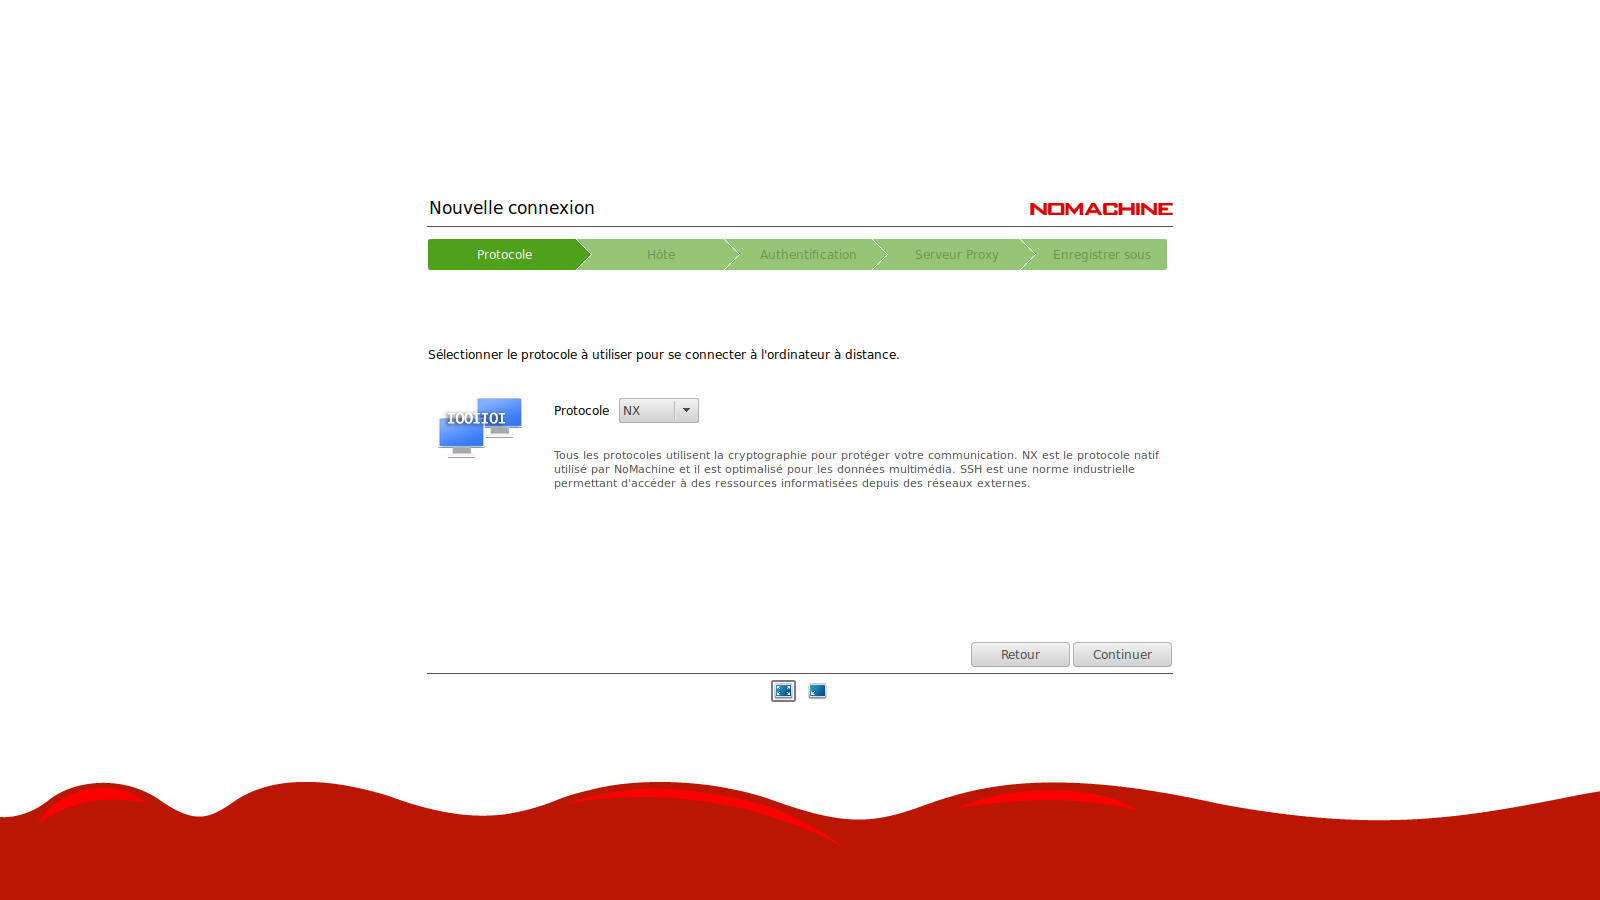 Nouvelle connexion
NOMACHINE
Protocole
Hôte
Authentification
Serveur Proxy
Enregistrer sous
Sélectionner le protocole à utiliser pour se connecter à l'ordinateur à distance.
IOOIIOI
Protocole
NX
Tous les protocoles utilisent la cryptographie pour protéger votre communication. NX est le protocole natif
utilisé par NoMachine et il est optimalisé pour les données multimédia. SSH est une norme industrielle
permettant d'accéder à des ressources informatisées depuis des réseaux externes.
Retour
Continuer